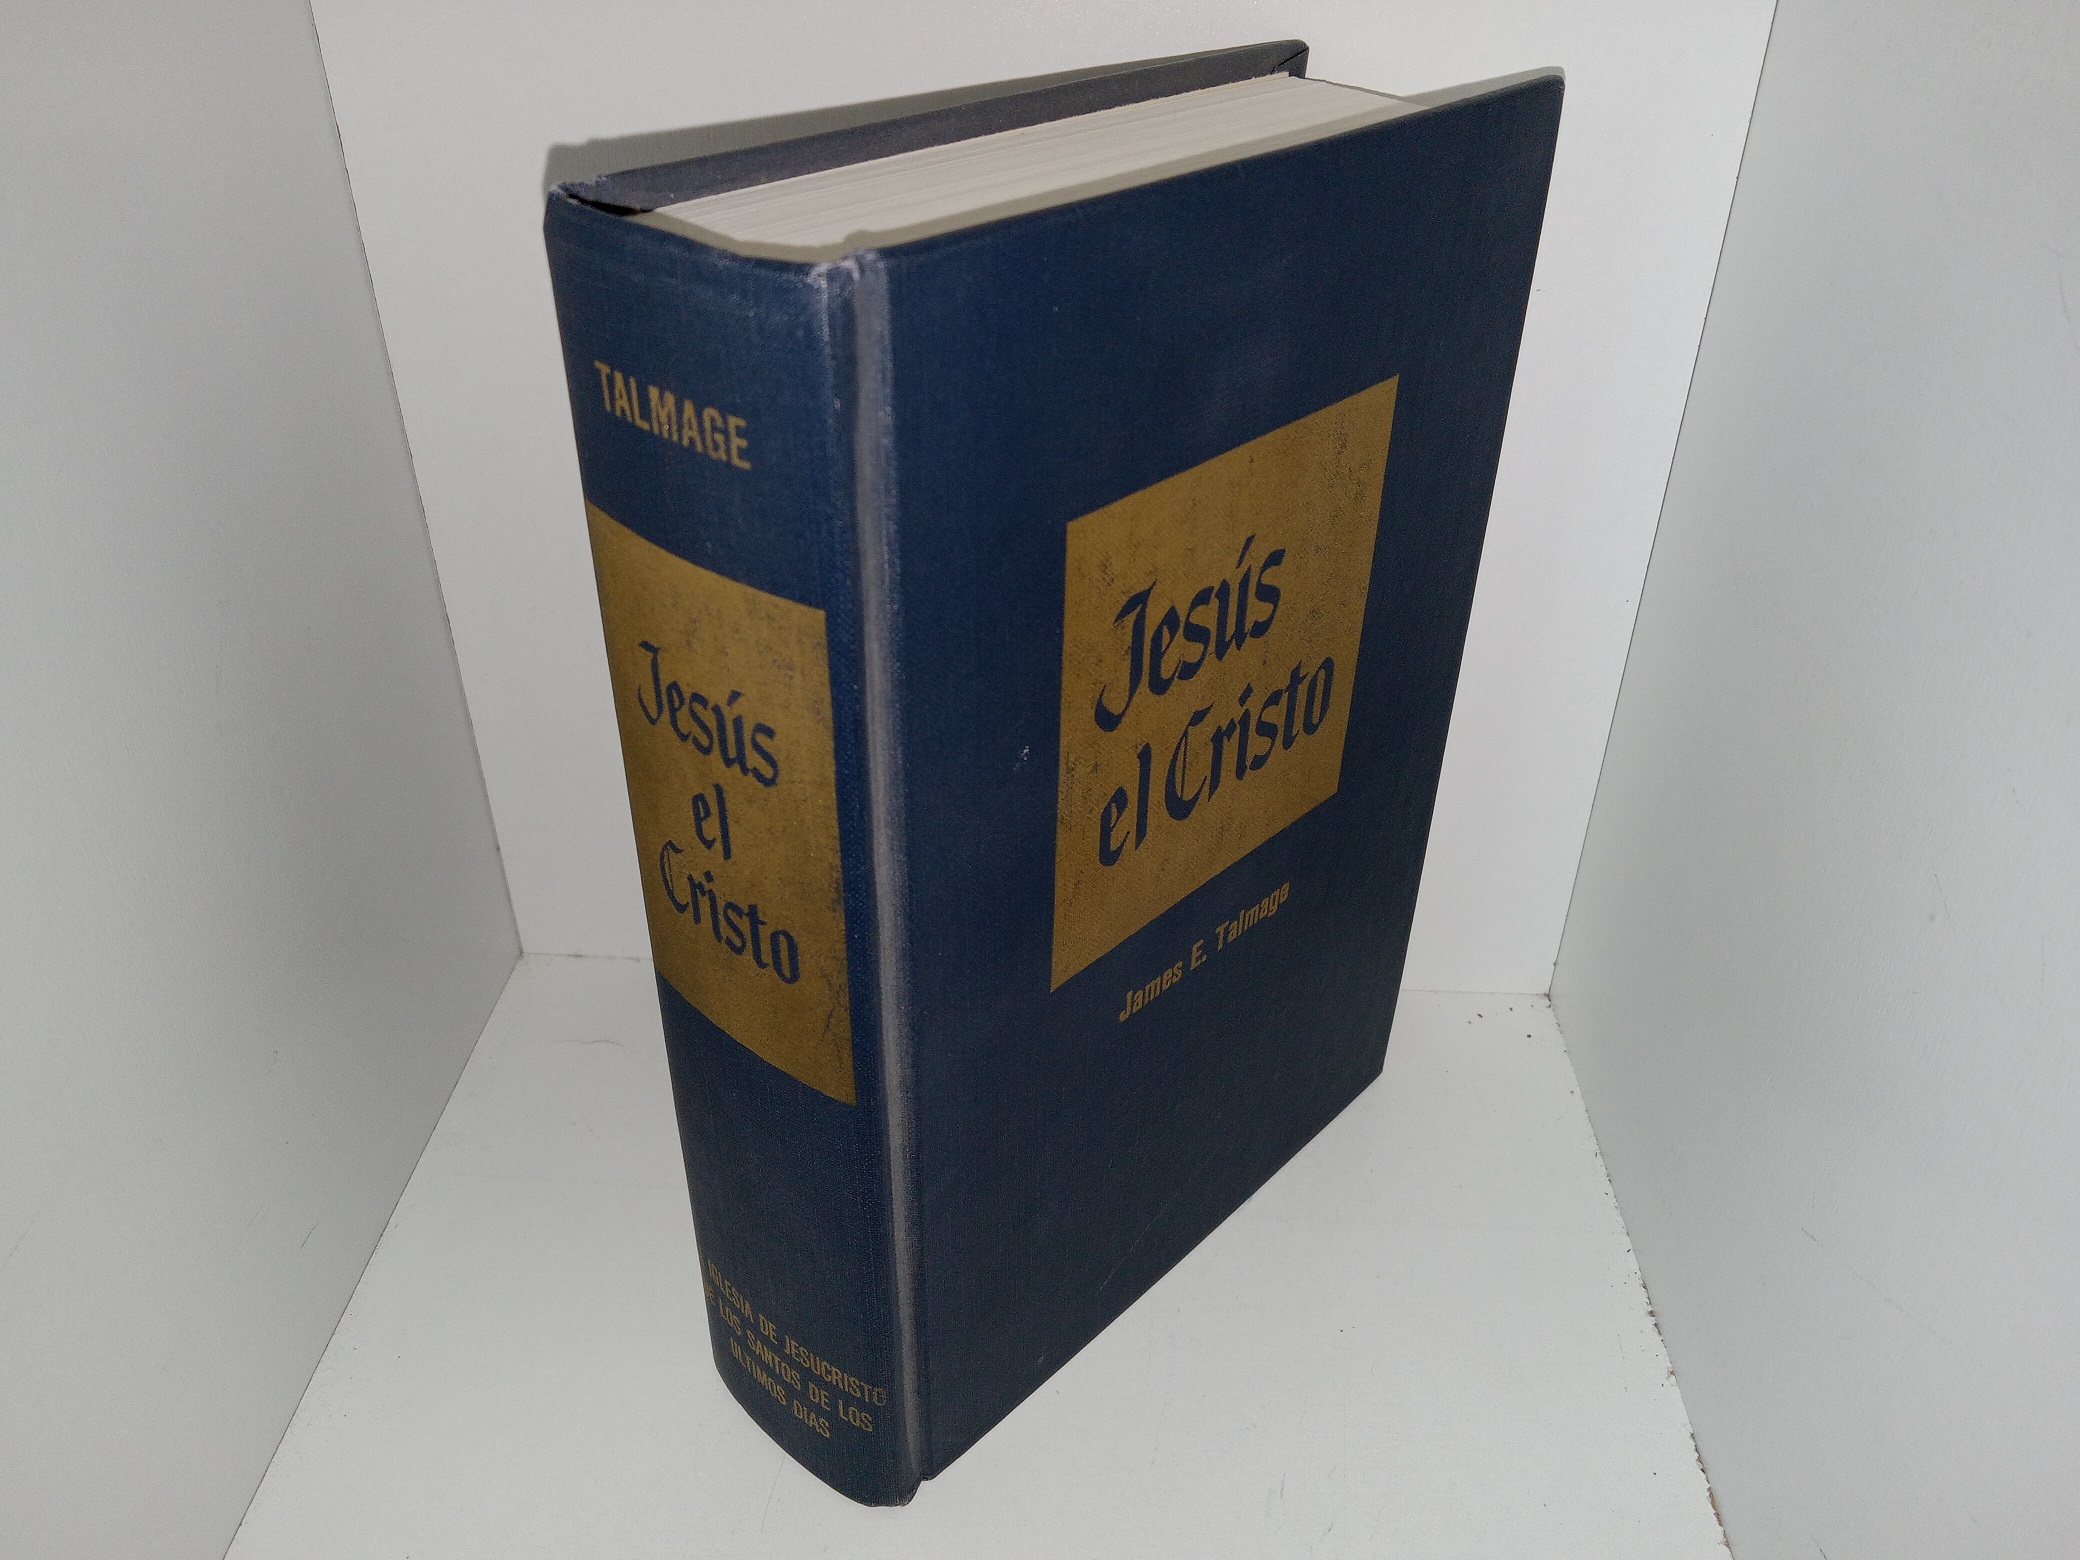 TALMAGE
Jesús
el
Cristo
IGLESIA DE JESUCRISTO
DE LOS SANTOS DE LOS
ULTIMOS DIAS
Jesús
el Cristo
James E. Talmage